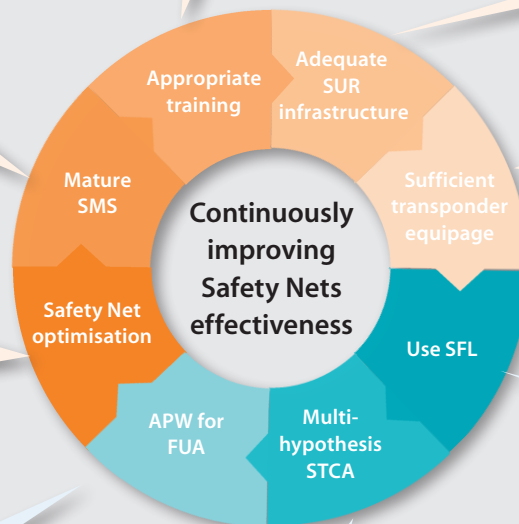 Appropriate
training
Adequate
SUR
infrastructure
Mature
SMS
Sufficient
transponder
equipage
Continuously
improving
Safety Nets
effectiveness
Safety Net
optimisation
Use SFL
APW for
FUA
Multi-
hypothesis
STCA